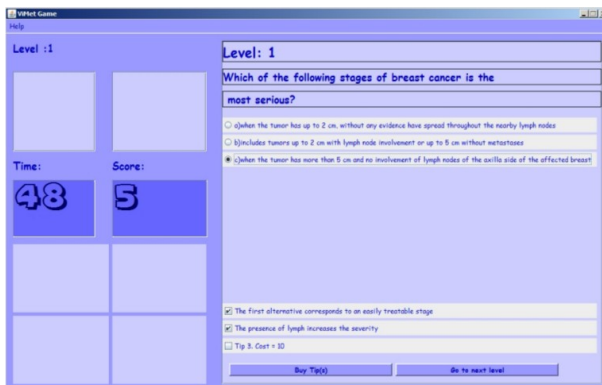 ViMet Game
Help
Level :1
Level: 1
Which of the following stages of breast cancer is the
most serious?
a)when the tumor has up to 2 cm, without any evidence have spread throughout the nearby lymph nodes
b)includes tumors up to 2 cm with lymph node involvement or up to 5 cm without metastases
c)when the tumor has more than 5 cm and no involvement of lymph nodes of the axilla side of the affected breast
Time:
Score:
48
5
The first alternative corresponds to an easily treatable stage
The presence of lymph increases the severity
Tip 3. Cost = 10
Buy Tip(s)
Go to next level